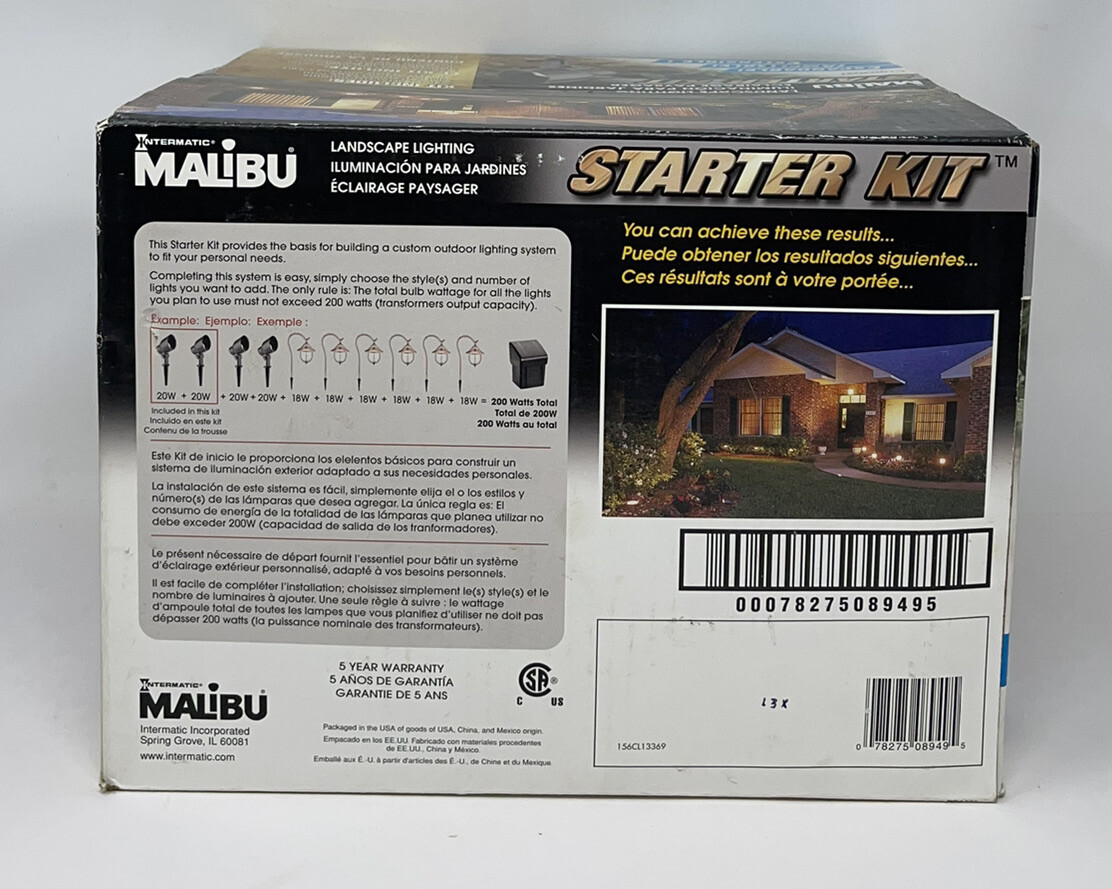 INTERMATIC®
MALiBU®
LANDSCAPE LIGHTING
ILUMINACIÓN PARA JARDINES
ÉCLAIRAGE PAYSAGER
STARTER KIT™
This Starter Kit provides the basis for building a custom outdoor lighting system
to fit your personal needs.
Completing this system is easy, simply choose the style(s) and number of
lights you want to add. The only rule is: The total bulb wattage for all the lights
you plan to use must not exceed 200 watts (transformers output capacity).
Example: Ejemplo: Exemple :
20W + 20W + 20W + 20W + 18W + 18W + 18W + 18W + 18W + 18W = 200 Watts Total
Total de 200W
200 Watts au total
Included in this kit
Incluido en este kit
Contenu de la trousse
Este Kit de inicio le proporciona los elelentos básicos para construir un
sistema de iluminación exterior adaptado a sus necesidades personales.
La instalación de este sistema es fácil, simplemente elija el o los estilos y
número(s) de las lámparas que desea agregar. La única regla es: El
consumo de energía de la totalidad de las lámparas que planea utilizar no
debe exceder 200W (capacidad de salida de los tranformadores).
Le présent nécessaire de départ fournit l'essentiel pour bâtir un système
d'éclairage extérieur personnalisé, adapté à vos besoins personnels.
Il est facile de compléter l'installation; choisissez simplement le(s) style(s) et le
nombre de luminaires à ajouter. Une seule règle à suivre : le wattage
d'ampoule total de toutes les lampes que vous planifiez d'utiliser ne doit pas
dépasser 200 watts (la puissance nominale des transformateurs).
You can achieve these results...
Puede obtener los resultados siguientes...
Ces résultats sont à votre portée...
00078275089495
INTERMATIC®
MALiBU®
Intermatic Incorporated
Spring Grove, IL 60081
www.intermatic.com
5 YEAR WARRANTY
5 AÑOS DE GARANTÍA
GARANTIE DE 5 ANS
SA®
C US
Packaged in the USA of goods of USA, China, and Mexico origin.
Empacado en los EE.UU. Fabricado con materiales procedentes
de EE.UU., China y México.
Emballé aux É.-U. à partir d'articles des É.-U., de Chine et du Mexique
L3X
156CL13369
0 78275 08949 5